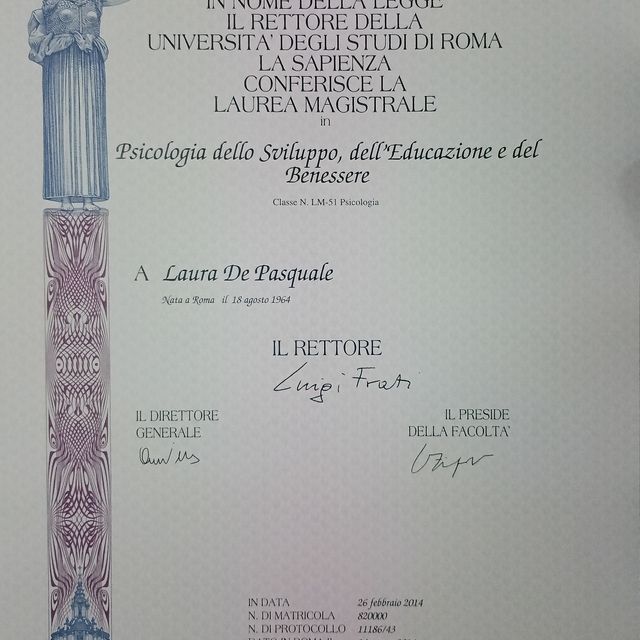 IN NOME DELLA LEGGE
IL RETTORE DELLA
UNIVERSITA' DEGLI STUDI DI ROMA
LA SAPIENZA
CONFERISCE LA
LAUREA MAGISTRALE
in
Psicologia dello Sviluppo, dell'Educazione e del
Benessere
Classe N. LM-51 Psicologia
A Laura De Pasquale
Nata a Roma il 18 agosto 1964
IL RETTORE
Luigi Frati
IL DIRETTORE
GENERALE
IL PRESIDE
DELLA FACOLTA'
IN DATA 26 febbraio 2014
N. DI MATRICOLA 820000
N. DI PROTOCOLLO 11186/43